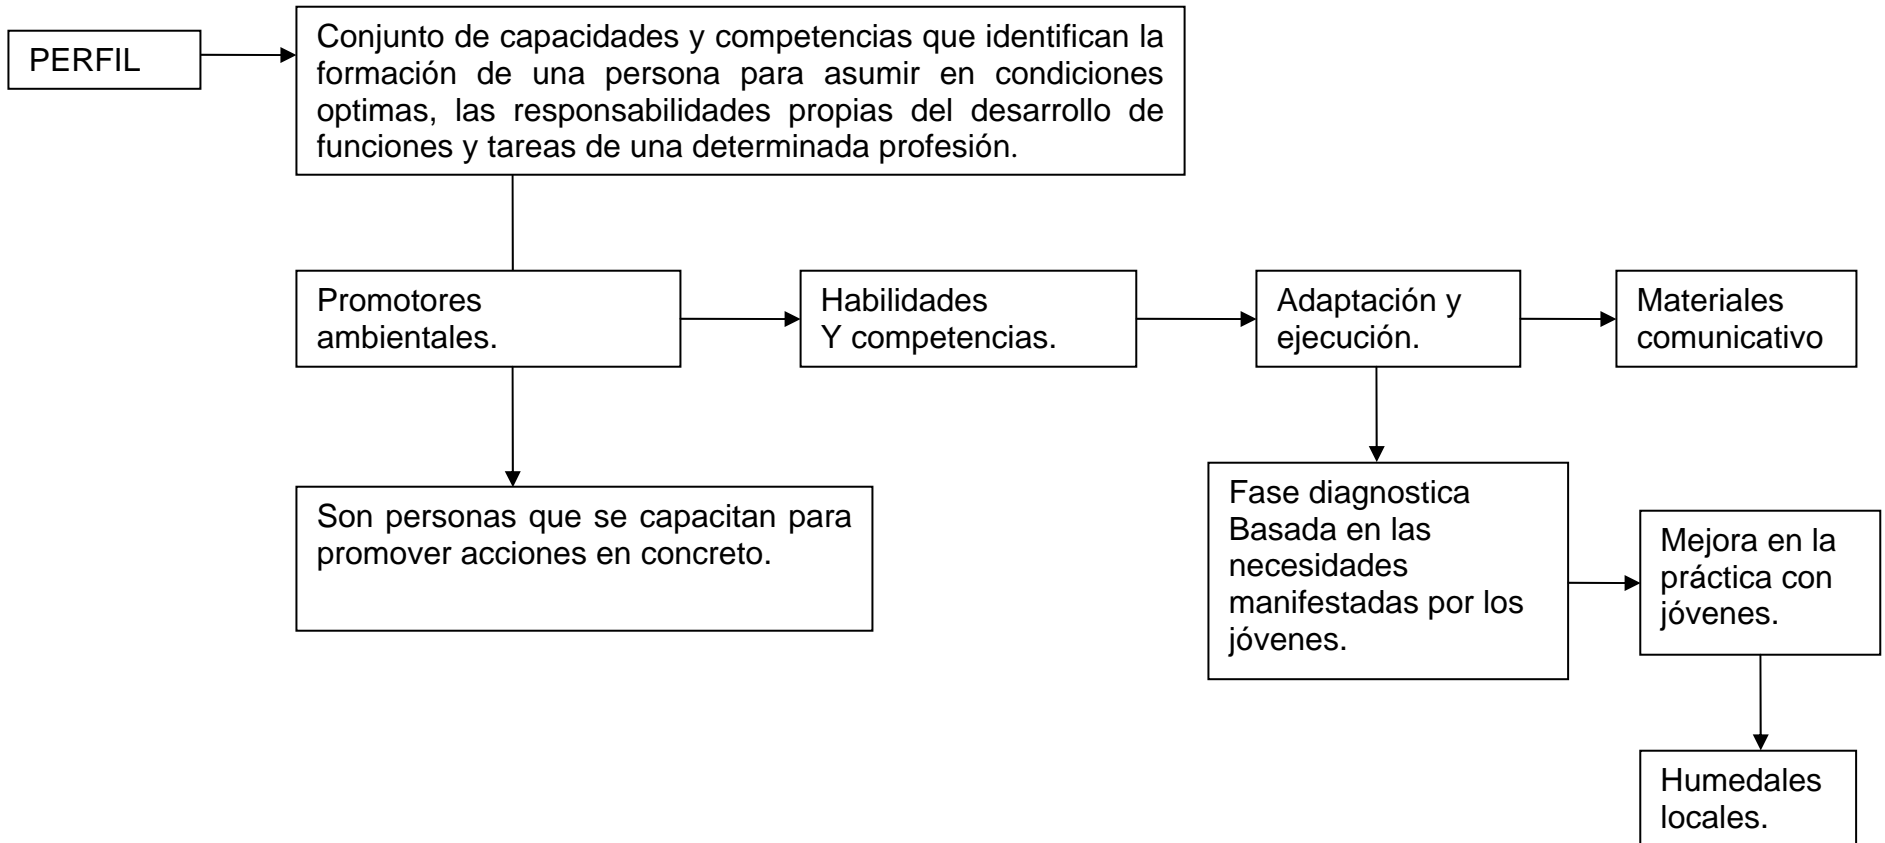 PERFIL
Conjunto de capacidades y competencias que identifican la
formación de una persona para asumir en condiciones
optimas, las responsabilidades propias del desarrollo de
funciones y tareas de una determinada profesión.
Promotores
ambientales.
Habilidades
Y competencias.
Adaptación y
ejecución.
Materiales
comunicativo
Son personas que se capacitan para
promover acciones en concreto.
Fase diagnostica
Basada en las
necesidades
manifestadas por los
jóvenes.
Mejora en la
práctica con
jóvenes.
Humedales
locales.